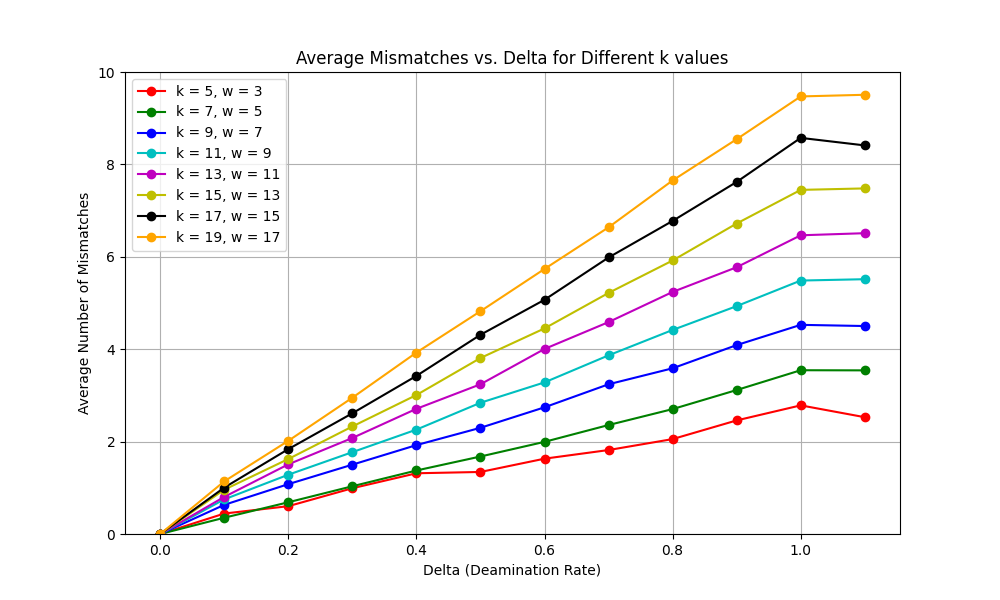 Average Mismatches vs. Delta for Different k values
Average Number of Mismatches
10
8
6
4
2
0
k = 5, w = 3
k = 7, w = 5
k = 9, w = 7
k = 11, w = 9
k = 13, w = 11
k = 15, w = 13
k = 17, w = 15
k = 19, w = 17
0.0 0.2 0.4 0.6 0.8 1.0
Delta (Deamination Rate)